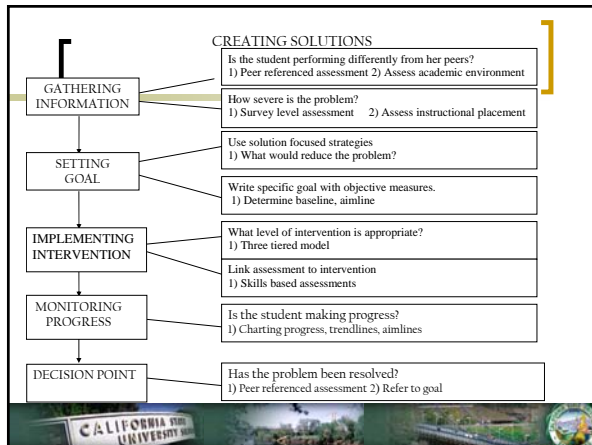 CREATING SOLUTIONS
GATHERING
INFORMATION
Is the student performing differently from her peers?
1) Peer referenced assessment 2) Assess academic environment
How severe is the problem?
1) Survey level assessment 2) Assess instructional placement
SETTING
GOAL
Use solution focused strategies
1) What would reduce the problem?
Write specific goal with objective measures.
1) Determine baseline, aimline
IMPLEMENTING
INTERVENTION
What level of intervention is appropriate?
1) Three tiered model
Link assessment to intervention
1) Skills based assessments
MONITORING
PROGRESS
Is the student making progress?
1) Charting progress, trendlines, aimlines
DECISION POINT
Has the problem been resolved?
1) Peer referenced assessment 2) Refer to goal
CALIFORNIA STATE
UNIVERSITY